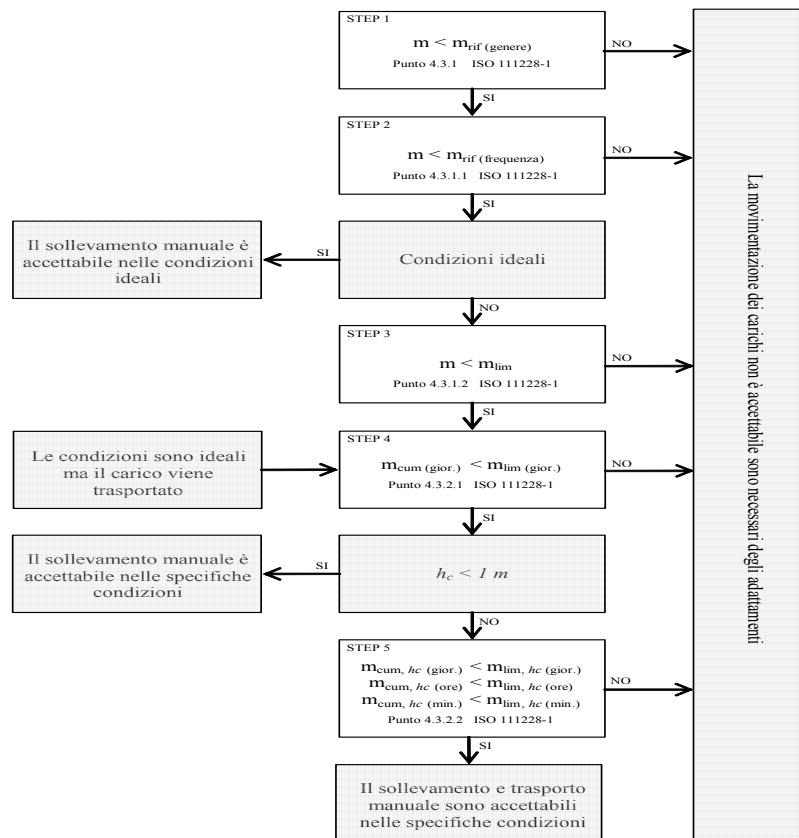 STEP 1
m < mrif (genere)
Punto 4.3.1 ISO 111228-1
NO
SI
STEP 2
m < mrif (frequenza)
Punto 4.3.1.1 ISO 111228-1
NO
SI
Il sollevamento manuale è
accettabile nelle condizioni
ideali
SI
Condizioni ideali
NO
STEP 3
m < mlim
Punto 4.3.1.2 ISO 111228-1
NO
SI
Le condizioni sono ideali
ma il carico viene
trasportato
STEP 4
mcum (gior.) < mlim (gior.)
Punto 4.3.2.1 ISO 111228-1
NO
SI
Il sollevamento manuale è
accettabile nelle specifiche
condizioni
SI
hc < 1 m
NO
STEP 5
mcum, hc (gior.) < mlim, hc (gior.)
mcum, hc (ore) < mlim, hc (ore)
mcum, hc (min.) < mlim, hc (min.)
Punto 4.3.2.2 ISO 111228-1
NO
SI
Il sollevamento e trasporto
manuale sono accettabili
nelle specifiche condizioni
La movimentazione dei carichi non è accettabile sono necessari degli adattamenti